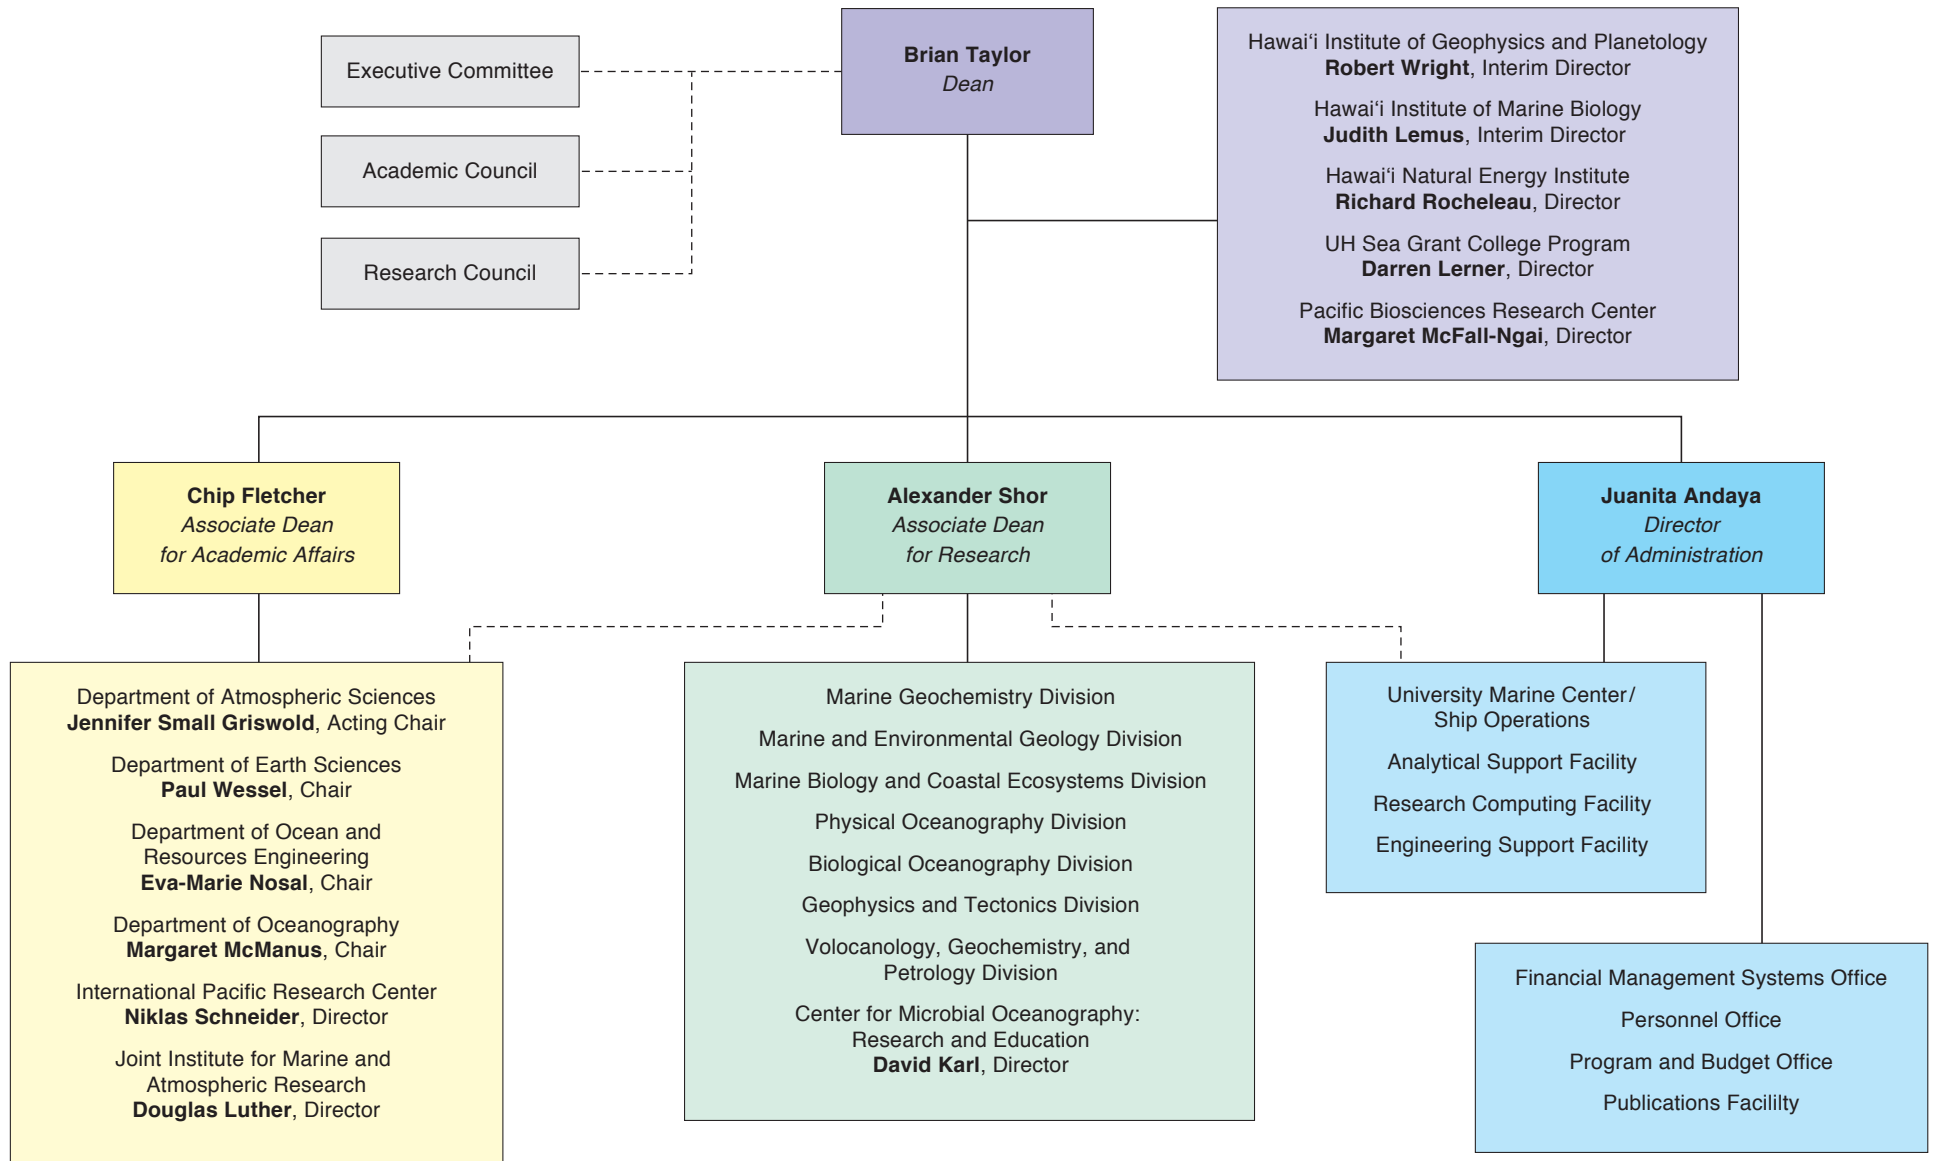 Executive Committee
Academic Council
Research Council
Brian Taylor
Dean
Hawai‘i Institute of Geophysics and Planetology
Robert Wright, Interim Director
Hawai‘i Institute of Marine Biology
Judith Lemus, Interim Director
Hawai‘i Natural Energy Institute
Richard Rocheleau, Director
UH Sea Grant College Program
Darren Lerner, Director
Pacific Biosciences Research Center
Margaret McFall-Ngai, Director
Chip Fletcher
Associate Dean
for Academic Affairs
Alexander Shor
Associate Dean
for Research
Juanita Andaya
Director
of Administration
Department of Atmospheric Sciences
Jennifer Small Griswold, Acting Chair
Department of Earth Sciences
Paul Wessel, Chair
Department of Ocean and
Resources Engineering
Eva-Marie Nosal, Chair
Department of Oceanography
Margaret McManus, Chair
International Pacific Research Center
Niklas Schneider, Director
Joint Institute for Marine and
Atmospheric Research
Douglas Luther, Director
Marine Geochemistry Division
Marine and Environmental Geology Division
Marine Biology and Coastal Ecosystems Division
Physical Oceanography Division
Biological Oceanography Division
Geophysics and Tectonics Division
Volocanology, Geochemistry, and
Petrology Division
Center for Microbial Oceanography:
Research and Education
David Karl, Director
University Marine Center/
Ship Operations
Analytical Support Facility
Research Computing Facility
Engineering Support Facility
Financial Management Systems Office
Personnel Office
Program and Budget Office
Publications Facililty